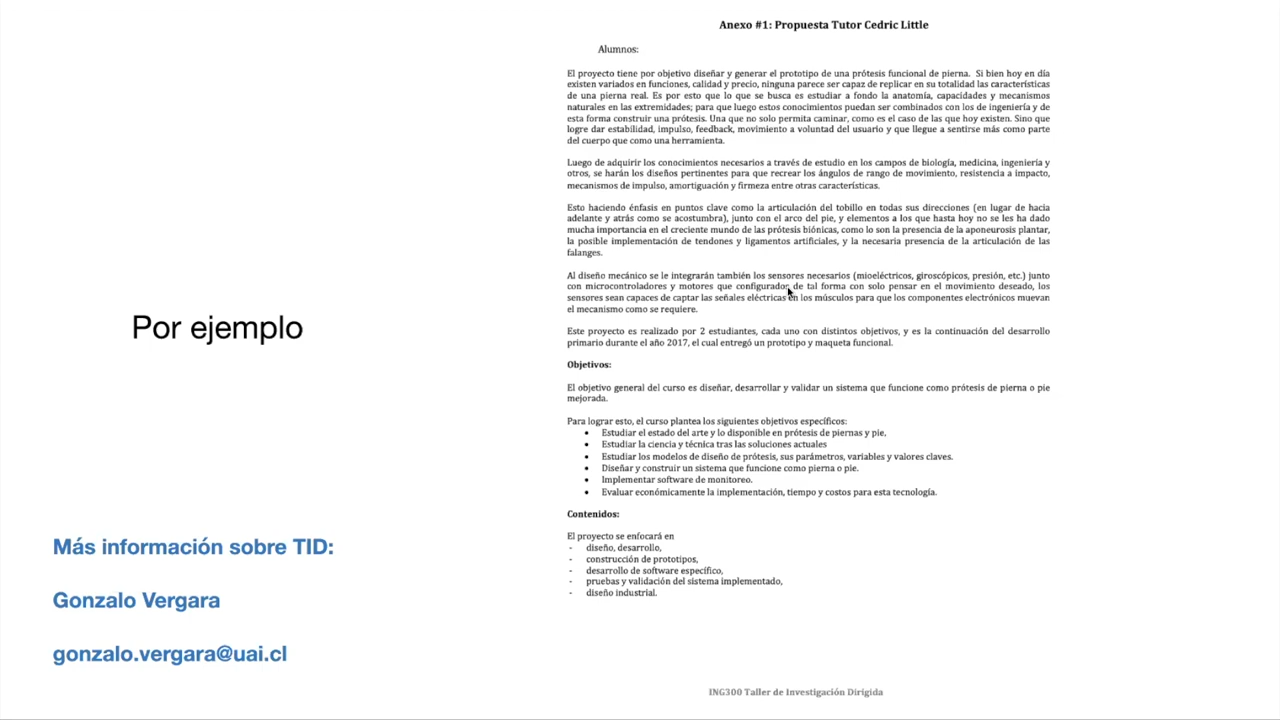 Por ejemplo
Más información sobre TID:
Gonzalo Vergara
gonzalo.vergara@uai.cl
Anexo #1: Propuesta Tutor Cedric Little
Alumnos:
El proyecto tiene por objetivo diseñar y generar el prototipo de una prótesis funcional de pierna. Si bien hoy en día
existen variados en funciones, calidad y precio, ninguna parece ser capaz de replicar en su totalidad las características
de una pierna real. Es por esto que lo que se busca es estudiar a fondo la anatomía, capacidades y mecanismos
naturales en las extremidades; para que luego estos conocimientos puedan ser combinados con los de ingeniería y de
esta forma construir una prótesis. Una que no solo permita caminar, como es el caso de las que hoy existen. Sino que
logre dar estabilidad, impulso, feedback, movimiento a voluntad del usuario y que llegue a sentirse más como parte
del cuerpo que como una herramienta.
Luego de adquirir los conocimientos necesarios a través de estudio en los campos de biología, medicina, ingeniería y
otros, se harán los diseños pertinentes para que recrear los ángulos de rango de movimiento, resistencia a impacto,
mecanismos de impulso, amortiguación y firmeza entre otras características.
Esto haciendo énfasis en puntos clave como la articulación del tobillo en todas sus direcciones (en lugar de hacia
adelante y atrás como se acostumbra), junto con el arco del pie, y elementos a los que hasta hoy no se les ha dado
mucha importancia en el creciente mundo de las prótesis biónicas, como lo son la presencia de la aponeurosis plantar,
la posible implementación de tendones y ligamentos artificiales, y la necesaria presencia de la articulación de las
falanges.
Al diseño mecánico se le integrarán también los sensores necesarios (mioeléctricos, giroscópicos, presión, etc.) junto
con microcontroladores y motores que configurador de tal forma con solo pensar en el movimiento deseado, los
sensores sean capaces de captar las señales eléctricas en los músculos para que los componentes electrónicos muevan
el mecanismo como se requiere.
Este proyecto es realizado por 2 estudiantes, cada uno con distintos objetivos, y es la continuación del desarrollo
primario durante el año 2017, el cual entregó un prototipo y maqueta funcional.
Objetivos:
El objetivo general del curso es diseñar, desarrollar y validar un sistema que funcione como prótesis de pierna o pie
mejorada.
Para lograr esto, el curso plantea los siguientes objetivos específicos:
• Estudiar el estado del arte y lo disponible en prótesis de piernas y pie,
• Estudiar la ciencia y técnica tras las soluciones actuales
• Estudiar los modelos de diseño de prótesis, sus parámetros, variables y valores claves.
• Diseñar y construir un sistema que funcione como pierna o pie.
• Implementar software de monitoreo.
• Evaluar económicamente la implementación, tiempo y costos para esta tecnología.
Contenidos:
El proyecto se enfocará en
- diseño, desarrollo,
- construcción de prototipos,
- desarrollo de software específico,
- pruebas y validación del sistema implementado,
- diseño industrial.
ING300 Taller de Investigación Dirigida